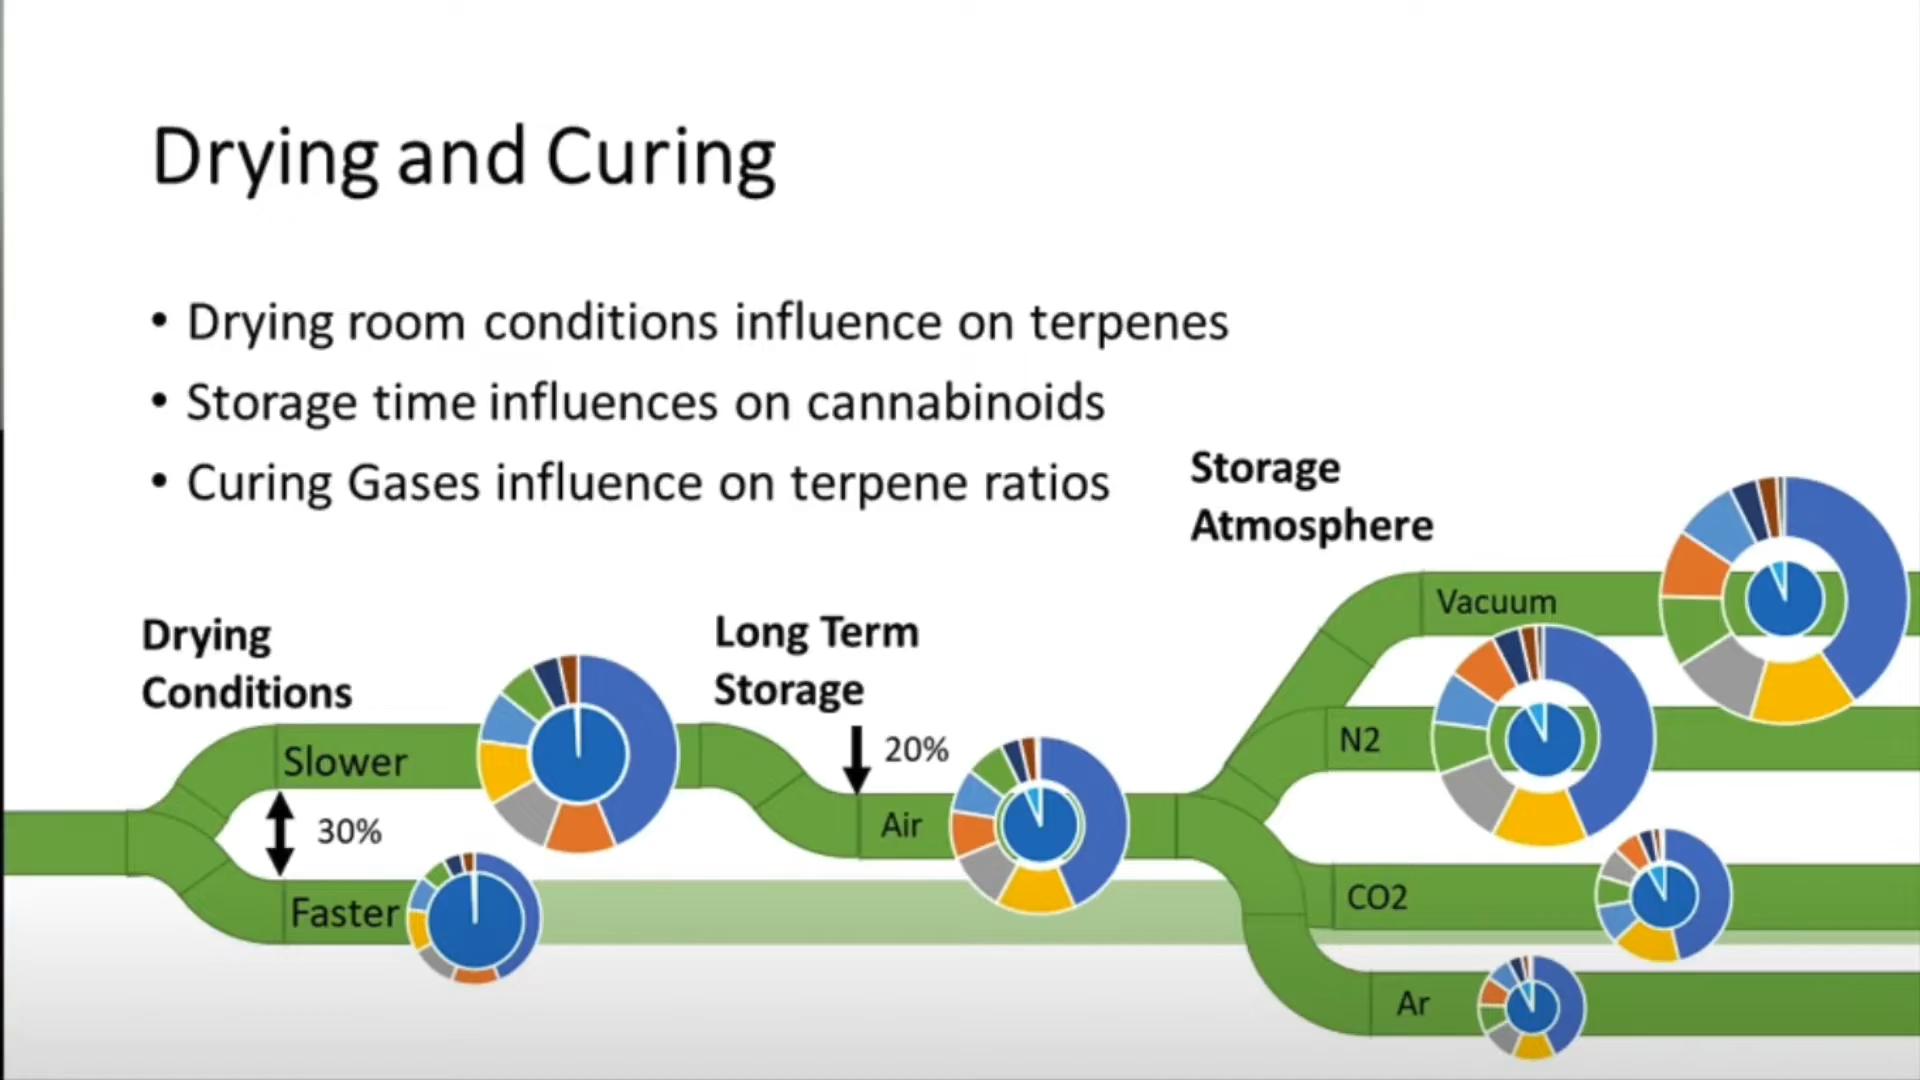 Drying and Curing
• Drying room conditions influence on terpenes
• Storage time influences on cannabinoids
• Curing Gases influence on terpene ratios
Storage
Atmosphere
Drying
Conditions
Long Term
Storage
Vacuum
N2
Slower
20%
Air
30%
CO2
Faster
Ar